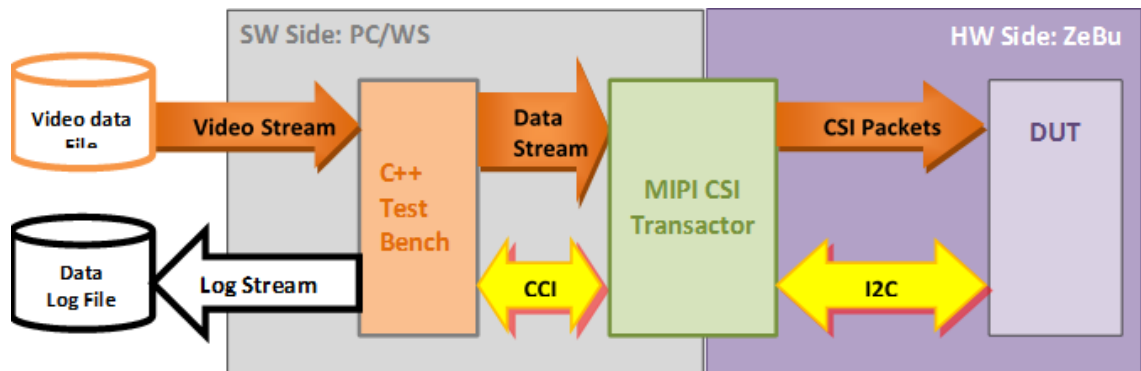 SW Side: PC/WS
HW Side: ZeBu
Video data
File
Video Stream
Data
Stream
CSI Packets
DUT
C++
Test
Bench
MIPI CSI
Transactor
Data
Log File
Log Stream
CCI
I2C